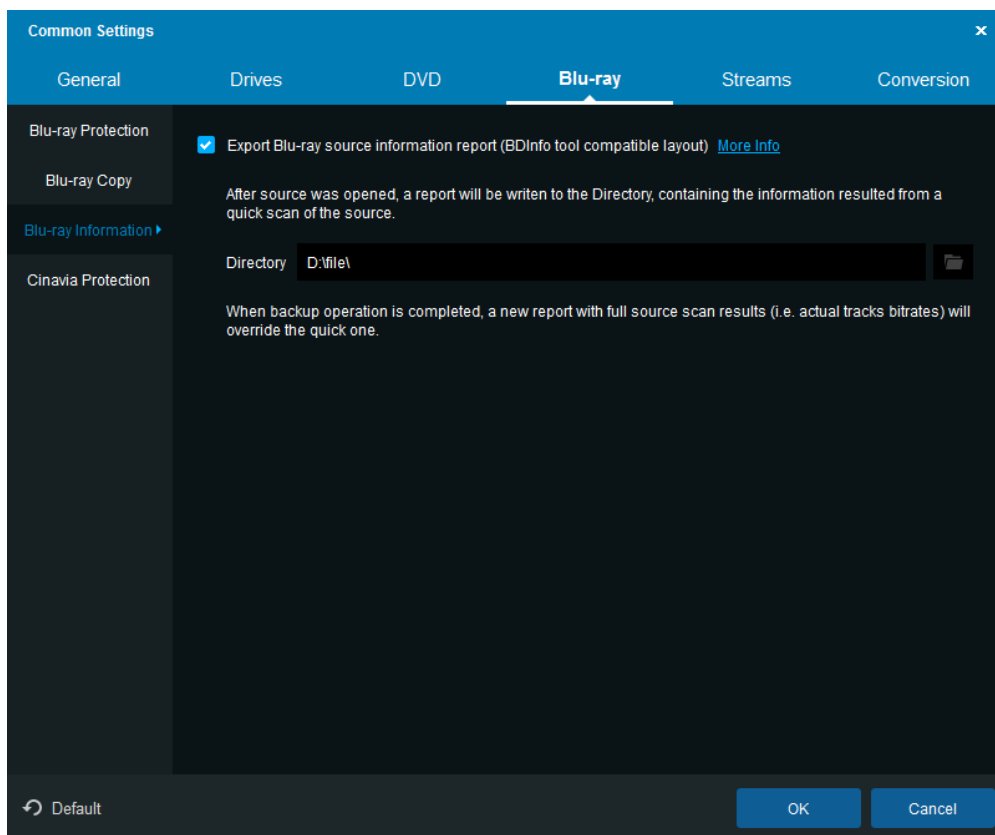 Common Settings
General Drives DVD Blu-ray Streams Conversion
Blu-ray Protection
Blu-ray Copy
Blu-ray Information
Cinavia Protection
Export Blu-ray source information report (BDInfo tool compatible layout) More Info
After source was opened, a report will be writen to the Directory, containing the information resulted from a
quick scan of the source.
Directory D:\file\
When backup operation is completed, a new report with full source scan results (i.e. actual tracks bitrates) will
override the quick one.
Default OK Cancel